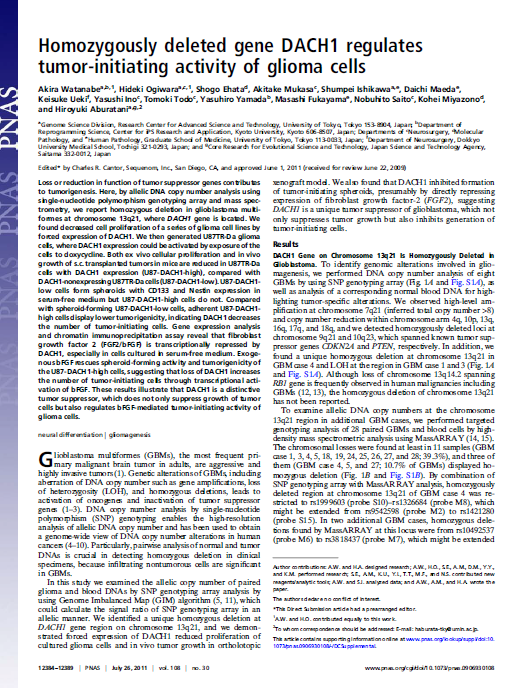 PNAS
PNAS
PNAS
Homozygously deleted gene DACH1 regulates
tumor-initiating activity of glioma cells
Akira Watanabe, Hideki Ogiwara, Shogo Ehata, Akitake Mukasa, Shumpei Ishikawa, Daichi Maeda,
Keisuke Ueki, Yasushi Ino, Tomoki Todo, Yasuhiro Yamada, Masashi Fukayama, Nobuhito Saito, Kohei Miyazono,
and Hiroyuki Aburatani
Genome Science Division, Research Center for Advanced Science and Technology, University of Tokyo, Tokyo 153-8904, Japan; Department of
Reprogramming Science, Center for iPS Research and Application, Kyoto University, Kyoto 606-8507, Japan; Departments of Neurosurgery, Molecular
Pathology, and Human Pathology, Graduate School of Medicine, University of Tokyo, Tokyo 113-0033, Japan; Department of Neurosurgery, Dokkyo
University Medical School, Tochigi 321-0293, Japan; and Core Research for Evolutional Science and Technology, Japan Science and Technology Agency,
Saitama 332-0012, Japan
Edited* by Charles R. Cantor, Sequenom, Inc, San Diego, CA, and approved June 1, 2011 (received for review June 22, 2009)
Loss or reduction in function of tumor suppressor genes contributes
to tumorigenesis. Here, by allelic DNA copy number analysis using
single-nucleotide polymorphism genotyping array and mass spec-
trometry, we report homozygous deletion in glioblastoma multi-
formes at chromosome 13q21, where DACH1 gene is located. We
found decreased cell proliferation of a series of glioma cell lines by
forced expression of DACH1. We then generated U87TR-Da glioma
cells, where DACH1 expression could be activated by exposure of the
cells to doxycycline. Both ex vivo cellular proliferation and in vivo
growth of s.c. transplanted tumors in mice are reduced in U87TR-Da
cells with DACH1 expression (U87-DACH1-high), compared with
DACH1-nonexpressing U87TR-Da cells (U87-DACH1-low). U87-DACH1-
low cells form spheroids with CD133 and Nestin expression in
serum-free medium but U87-DACH1-high cells do not. Compared
with spheroid-forming U87-DACH1-low cells, adherent U87-DACH1-
high cells display lower tumorigenicity, indicating DACH1 decreases
the number of tumor-initiating cells. Gene expression analysis
and chromatin immunoprecipitation assay reveal that fibroblast
growth factor 2 (FGF2/bFGF) is transcriptionally repressed by
DACH1, especially in cells cultured in serum-free medium. Exoge-
nous bFGF rescues spheroid-forming activity and tumorigenicity of
the U87-DACH1-high cells, suggesting that loss of DACH1 increases
the number of tumor-initiating cells through transcriptional acti-
vation of bFGF. These results illustrate that DACH1 is a distinctive
tumor suppressor, which does not only suppress growth of tumor
cells but also regulates bFGF-mediated tumor-initiating activity of
glioma cells.
neural differentiation | gliomagenesis
Glioblastoma multiformes (GBMs), the most frequent pri-
mary malignant brain tumor in adults, are aggressive and
highly invasive tumors (1). Genetic alterations of GBMs, including
aberration of DNA copy number such as gene amplifications, loss
of heterozygosity (LOH), and homozygous deletions, leads to
activation of oncogenes and inactivation of tumor suppressor
genes (1–3). DNA copy number analysis by single-nucleotide
polymorphism (SNP) genotyping enables the high-resolution
analysis of allelic DNA copy number and has been used to obtain
a genome-wide view of DNA copy number alterations in human
cancers (4–10). Particularly, pairwise analysis of normal and tumor
DNAs is crucial in detecting homozygous deletion in clinical
specimens, because infiltrating nontumorous cells are significant
in GBMs.
In this study we examined the allelic copy number of paired
glioma and blood DNAs by SNP genotyping array analysis by
using Genome Imbalance Map (GIM) algorithm (5, 11), which
could calculate the signal ratio of SNP genotyping array in an
allelic manner. We identified a unique homozygous deletion at
DACH1 gene region on chromosome 13q21, and we demon-
strated forced expression of DACH1 reduced proliferation of
cultured glioma cells and in vivo tumor growth in orthotopic
xenograft model. We also found that DACH1 inhibited formation
of tumor-initiating spheroids, presumably by directly repressing
expression of fibroblast growth factor-2 (FGF2), suggesting
DACH1 is a unique tumor suppressor of glioblastoma, which not
only suppresses tumor growth but also inhibits generation of
tumor-initiating cells.
Results
DACH1 Gene on Chromosome 13q21 Is Homozygously Deleted in
Glioblastoma. To identify genomic alterations involved in glio-
magenesis, we performed DNA copy number analysis of eight
GBMs by using SNP genotyping array (Fig. 1A and Fig. S1A), as
well as analysis of a corresponding normal blood DNA for high-
lighting tumor-specific alterations. We observed high-level am-
plification at chromosome 7q21 (inferred total copy number >8)
and copy number reduction within chromosome arm 4q, 10p, 13q,
16q, 17q, and 18q, and we detected homozygously deleted loci at
chromosome 9q21 and 10q23, which spanned known tumor sup-
pressor genes CDKN2A and PTEN, respectively. In addition, we
found a unique homozygous deletion at chromosome 13q21 in
GBM case 4 and LOH at the region in GBM case 1 and 3 (Fig. 1A
and Fig. S1A). Although loss of chromosome 13q14.2 spanning
RB1 gene is frequently observed in human malignancies including
GBMs (12, 13), the homozygous deletion of chromosome 13q21
has not been reported.
To examine allelic DNA copy numbers at the chromosome
13q21 region in additional GBM cases, we performed targeted
genotyping analysis of 28 paired GBMs and blood cells by high-
density mass spectrometric analysis using MassARRAY (14, 15).
The chromosomal losses were found at least in 11 samples (GBM
case 1, 3, 4, 5, 18, 19, 24, 25, 26, 27, and 28; 39.3%), and three of
them (GBM case 4, 5, and 27; 10.7% of GBMs) displayed ho-
mozygous deletion (Fig. 1B and Fig. S1B). By combination of
SNP genotyping array with MassARRAY analysis, homozygously
deleted region at chromosome 13q21 of GBM case 4 was re-
stricted to rs1999603 (probe S10)–rs1326684 (probe M8), which
might be extended from rs9542598 (probe M2) to rs1421280
(probe S15). In two additional GBM cases, homozygous dele-
tions found by MassARRAY at this locus were from rs10492537
(probe M6) to rs3818437 (probe M7), which might be extended
Author contributions: A.W. and H.A. designed research; A.W., H.O., S.E., A.M., D.M., Y.Y.,
and K.M. performed research; S.E., A.M., K.U., Y.I., T.T., M.F., and N.S. contributed new
reagents/analytic tools; A.W. and S.I. analyzed data; and A.W., A.M., and H.A. wrote the
paper.
The authors declare no conflict of interest.
*This Direct Submission article had a prearranged editor.
1A.W. and H.O. contributed equally to this work.
2To whom correspondence should be addressed. E-mail: haburata-tky@umin.ac.jp.
This article contains supporting information online at www.pnas.org/lookup/suppl/doi:10.
1073/pnas.0906930108/-/DCSupplemental.
12384–12389 | PNAS | July 26, 2011 | vol. 108 | no. 30
www.pnas.org/cgi/doi/10.1073/pnas.0906930108